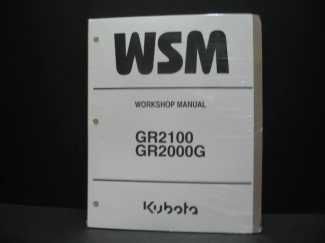 WSM
WORKSHOP MANUAL
GR2100
GR2000G
Kubota